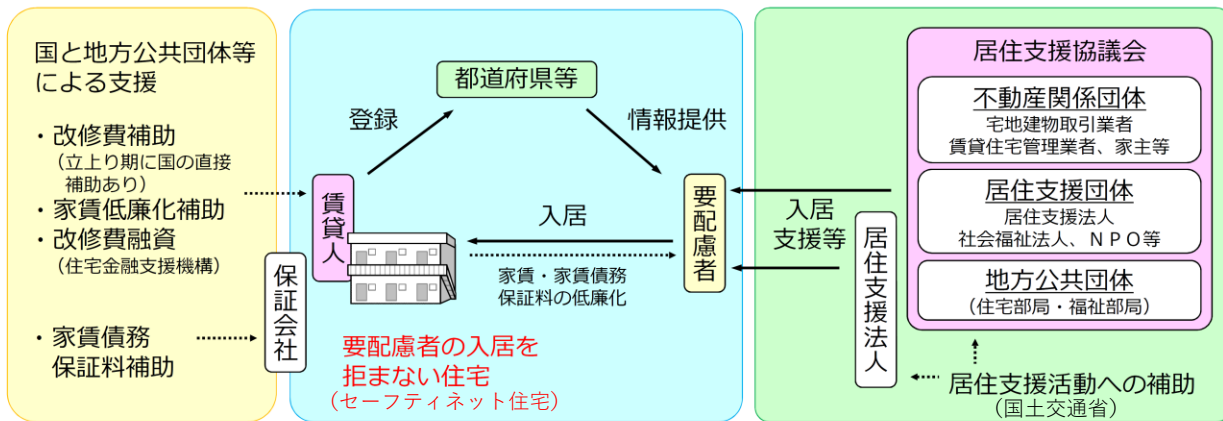 国と地方公共団体等
による支援
・改修費補助
（立上り期に国の直接
補助あり）
・家賃低廉化補助
・改修費融資
（住宅金融支援機構）
・家賃債務
保証料補助
保証会社
都道府県等
登録
情報提供
賃貸人
要配慮者
入居
家賃・家賃債務
保証料の低廉化
要配慮者の入居を
拒まない住宅
（セーフティネット住宅）
入居
支援等
居住支援法人
居住支援協議会
不動産関係団体
宅地建物取引業者
賃貸住宅管理業者、家主等
居住支援団体
居住支援法人
社会福祉法人、ＮＰＯ等
地方公共団体
（住宅部局・福祉部局）
居住支援活動への補助
（国土交通省）